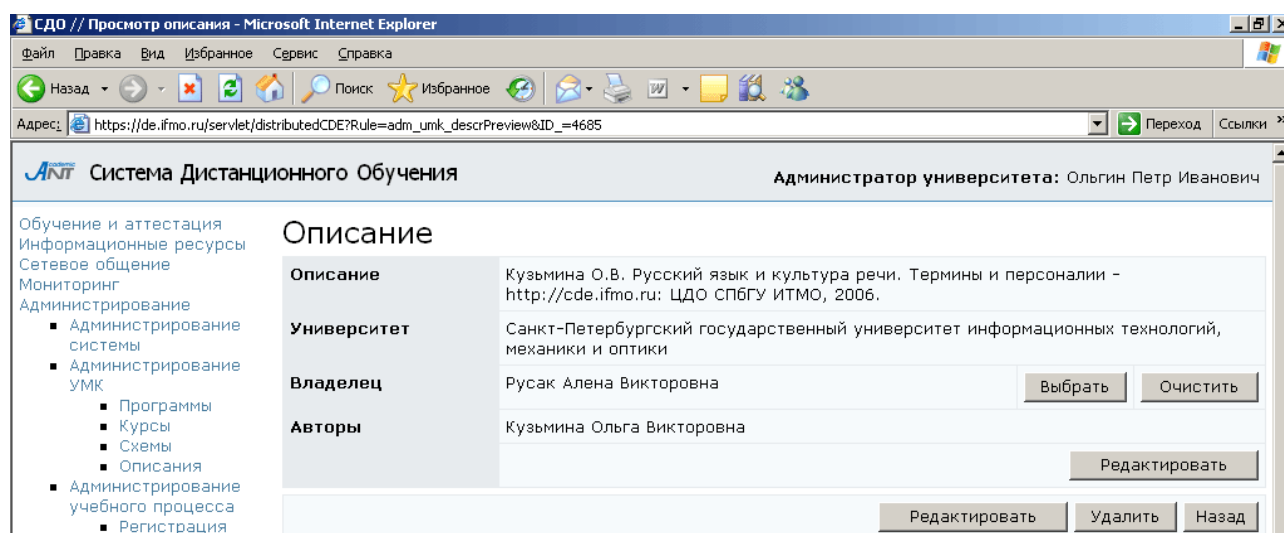 СДО // Просмотр описания - Microsoft Internet Explorer
Файл Правка Вид Избранное Сервис Справка
Назад Поиск Избранное
Адрес: https://de.ifmo.ru/servlet/distributedCDE?Rule=adm_umk_descrPreview&ID_=4685 Переход Ссылки »
Academic ANT Система Дистанционного Обучения Администратор университета: Ольгин Петр Иванович
Обучение и аттестация
Информационные ресурсы
Сетевое общение
Мониторинг
Администрирование
Администрирование
системы
Администрирование
УМК
Программы
Курсы
Схемы
Описания
Администрирование
учебного процесса
Регистрация
Описание
Описание Кузьмина О.В. Русский язык и культура речи. Термины и персоналии –
http://cde.ifmo.ru: ЦДО СПбГУ ИТМО, 2006.
Университет Санкт-Петербургский государственный университет информационных технологий,
механики и оптики
Владелец Русак Алена Викторовна Выбрать Очистить
Авторы Кузьмина Ольга Викторовна
Редактировать
Редактировать Удалить Назад